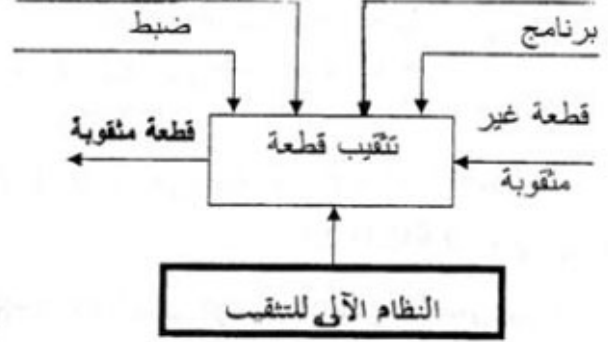 ضبط
برنامج
قطعة مثقوبة
تثقيب قطعة
قطعة غير
مثقوبة
النظام الآلي للتثقيب